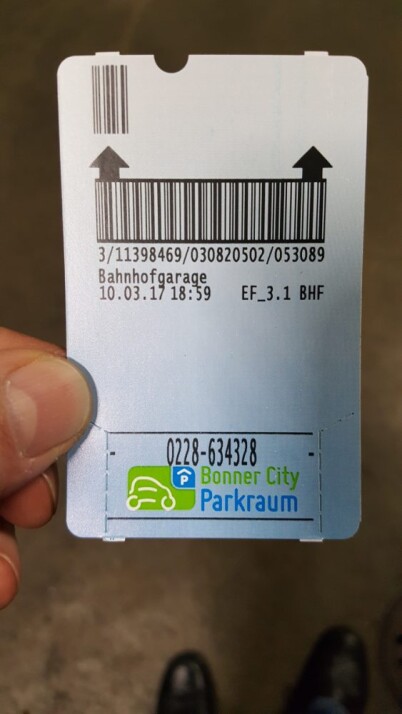 3/11398469/030820502/053089
Bahnhofgarage
10.03.17 18:59 EF_3.1 BHF
0228-634328
P
Bonner City
Parkraum